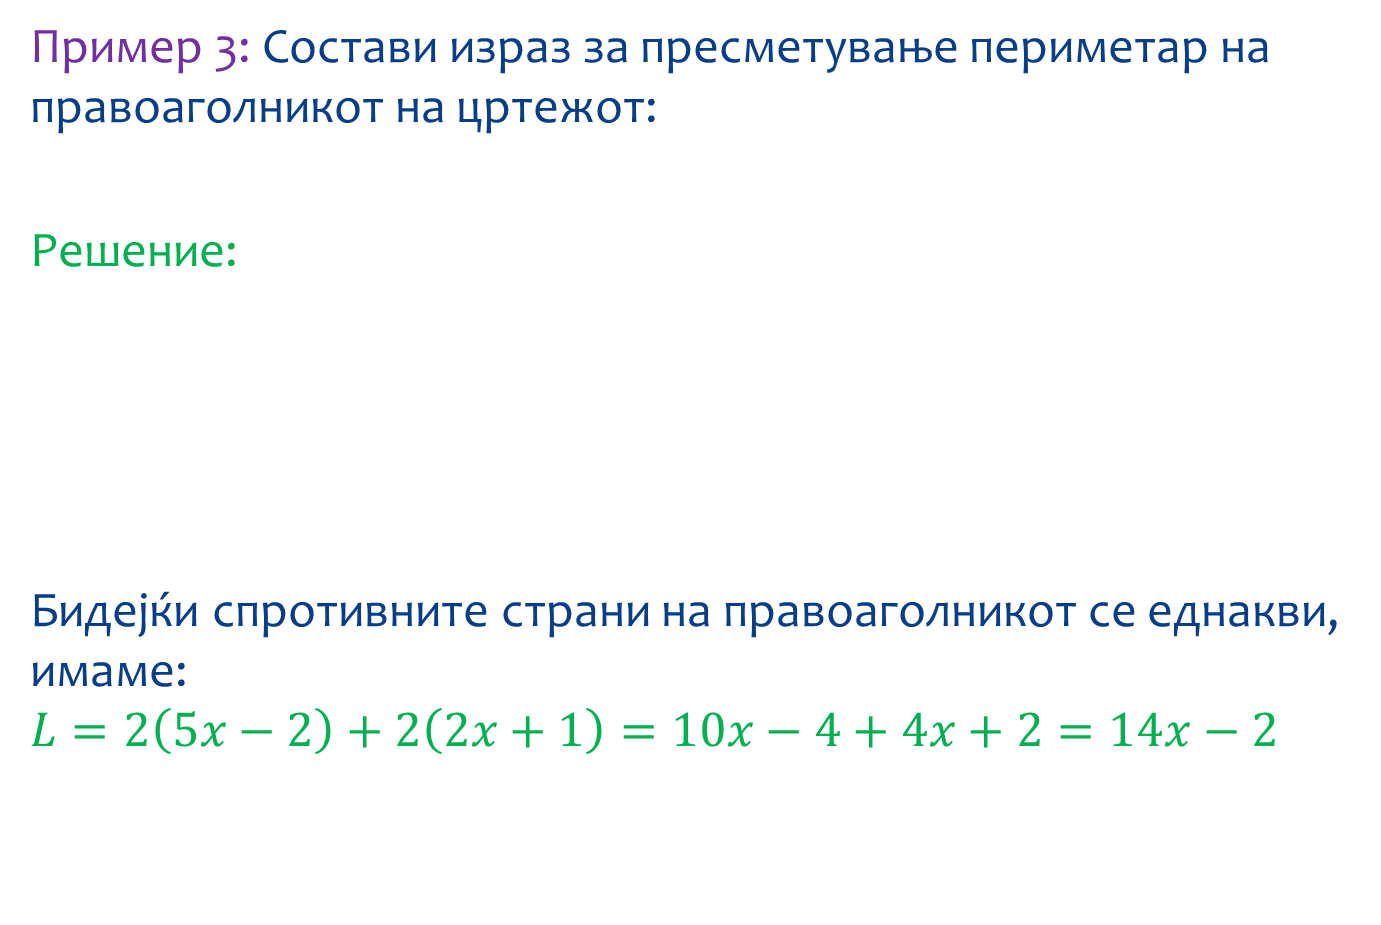 Пример 3: Состави израз за пресметување периметар на
правоаголникот на цртежот:
Решение:
Бидејќи спротивните страни на правоаголникот се еднакви,
имаме:
L = 2(5x − 2) + 2(2x + 1) = 10x − 4 + 4x + 2 = 14x − 2